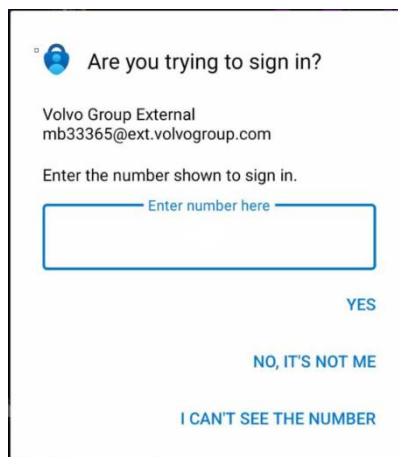 Are you trying to sign in?
Volvo Group External
mb33365@ext.volvogroup.com
Enter the number shown to sign in.
Enter number here
YES
NO, IT'S NOT ME
I CAN'T SEE THE NUMBER